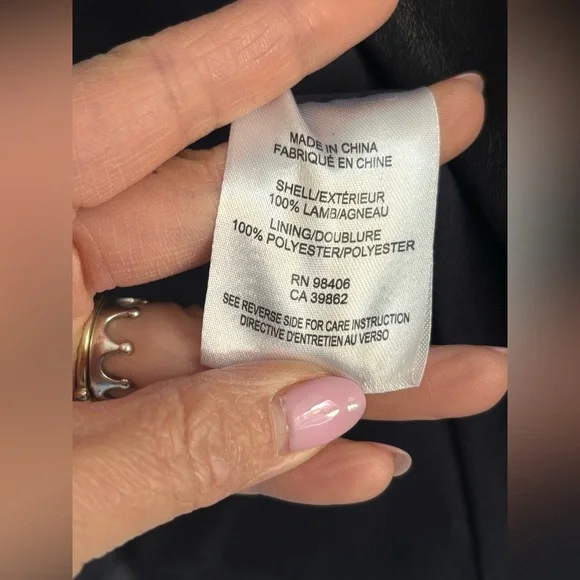 MADE IN CHINA
FABRIQUÉ EN CHINE
SHELL/EXTÉRIEUR
100% LAMB/AGNEAU
LINING/DOUBLURE
100% POLYESTER/POLYESTER
RN 98406
CA 39862
SEE REVERSE SIDE FOR CARE INSTRUCTION
DIRECTIVE D'ENTRETIEN AU VERSO